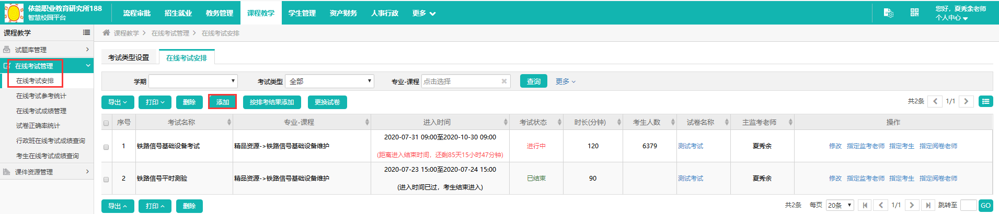 依能职业教育研究所188
智慧校园平台
流程审批 招生就业 教务管理 课程教学 学生管理 资产财务 人事行政 更多
您好，夏秀余老师
个人中心
课程教学
课程教学 > 在线考试管理 > 在线考试安排
试题库管理
在线考试管理
在线考试安排
在线考试参考统计
在线考试成绩管理
试卷正确率统计
行政班在线考试成绩查询
考生在线考试成绩查询
课件资源管理
考试类型设置 在线考试安排
学期 考试类型 全部 专业-课程 点击选择 查询 更多
导出 打印 删除 添加 按排考结果添加 更换试卷 共2条 1/1
序号 考试名称 专业-课程 进入时间 考试状态 时长(分钟) 考生人数 试卷名称 主监考老师 操作
1 铁路信号基础设备考试 精品资源->铁路信号基础设备维护 2020-07-31 09:00至2020-10-30 09:00 进行中 120 6379 测试考试 夏秀余 修改 指定监考老师 指定考生 指定阅卷老师
(距离进入结束时间，还剩85天15小时47分钟)
2 铁路信号平时测验 精品资源->铁路信号基础设备维护 2020-07-23 15:00至2020-07-24 15:00 已结束 90 测试考试 夏秀余 修改 指定监考老师 指定考生 指定阅卷老师
(进入时间已过，考生结束进入)
导出 打印 删除 共2条 每页 20条 1/1 跳转至 GO